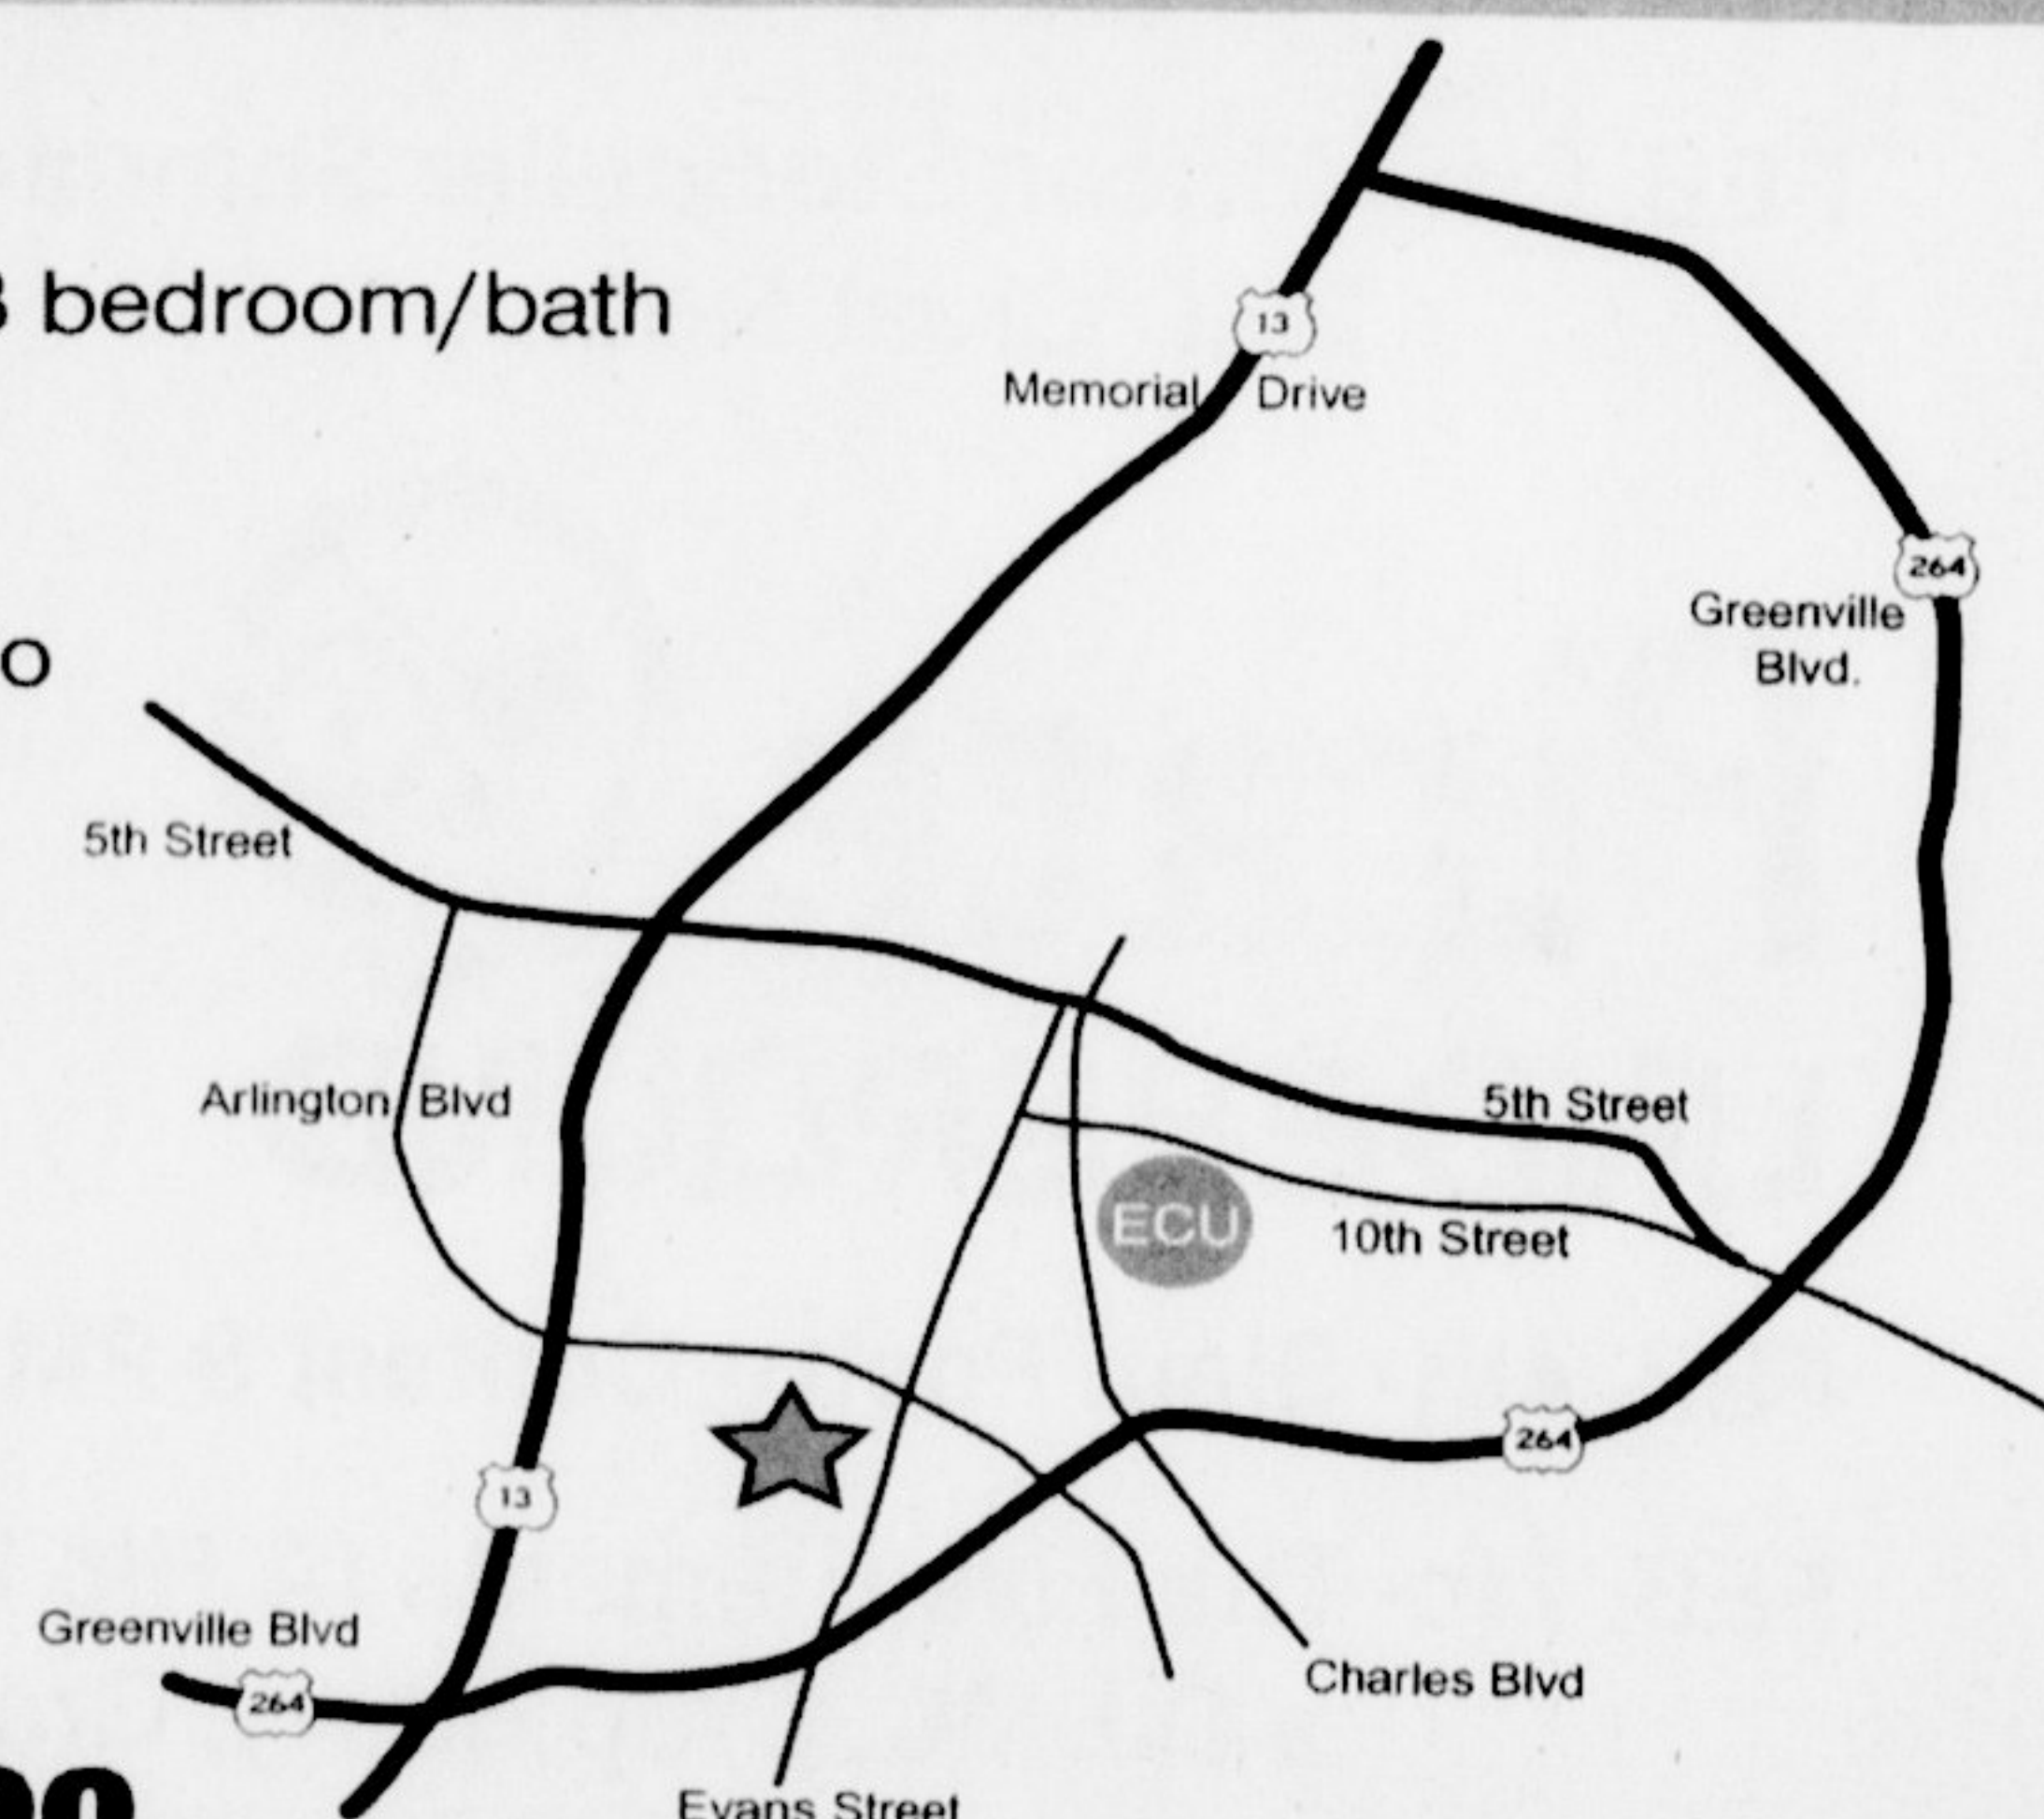 bedroom/bath
13
Memorial Drive
264
Greenville
Blvd.
5th Street
Arlington Blvd
5th Street
ECU
10th Street
264
13
Greenville Blvd
264
Charles Blvd
Evans Street